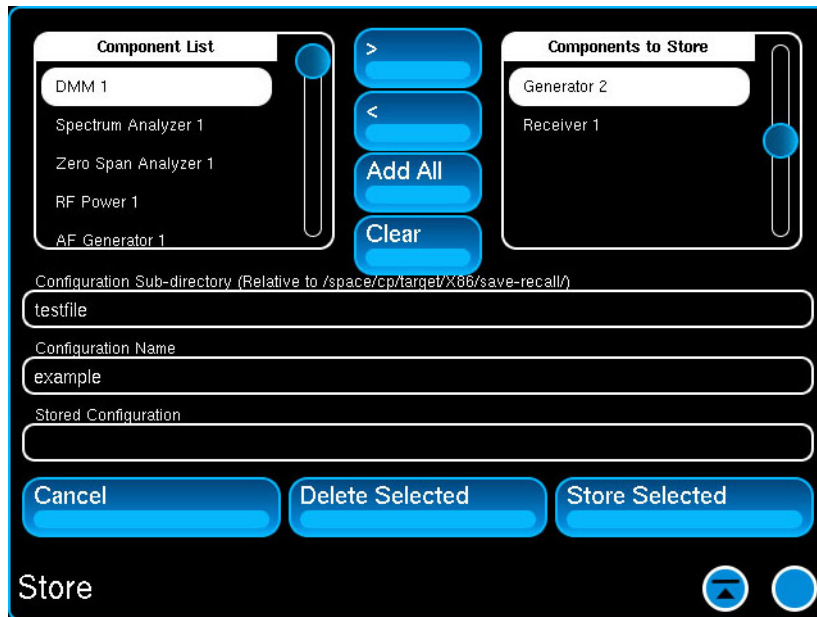 Component List
DMM 1
Spectrum Analyzer 1
Zero Span Analyzer 1
RF Power 1
AF Generator 1
>
<
Add All
Clear
Components to Store
Generator 2
Receiver 1
Configuration Sub-directory (Relative to /space/cp/target/X86/save-recall/)
testfile
Configuration Name
example
Stored Configuration
Cancel
Delete Selected
Store Selected
Store